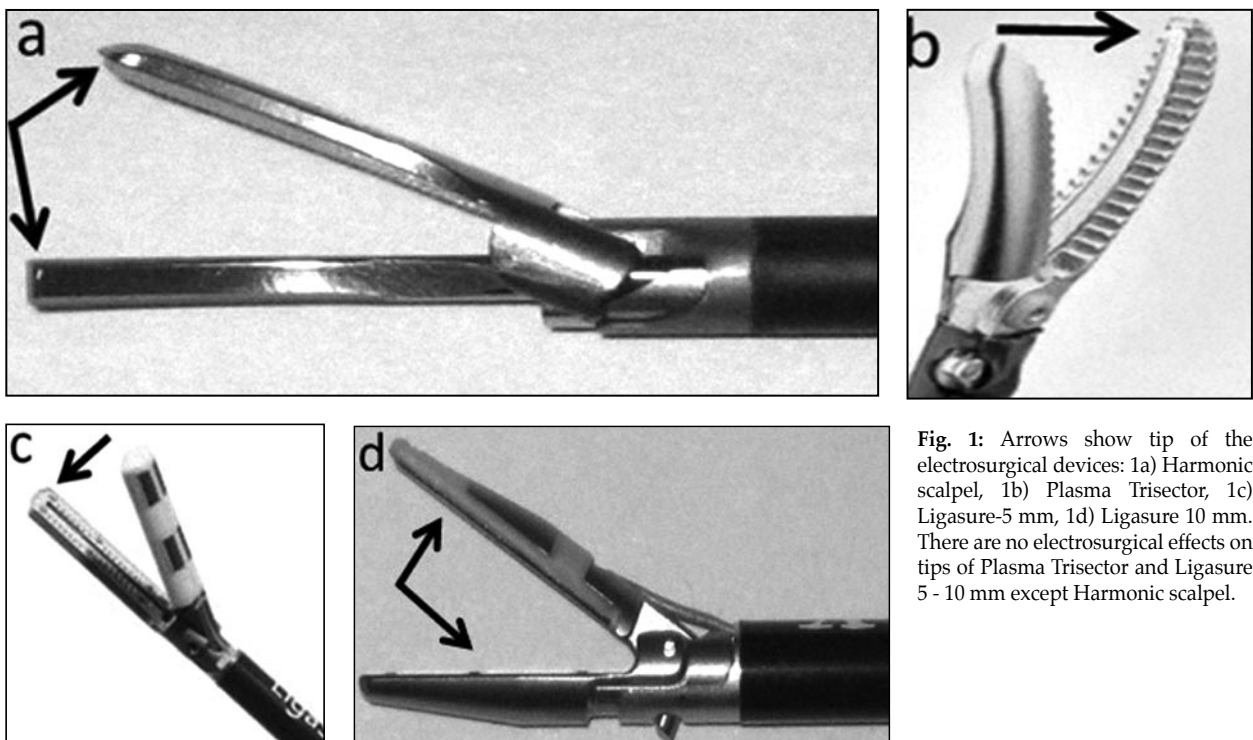 a
b
c
d
Liga
Fig. 1: Arrows show tip of the
electrosurgical devices: 1a) Harmonic
scalpel, 1b) Plasma Trisector, 1c)
Ligasure-5 mm, 1d) Ligasure 10 mm.
There are no electrosurgical effects on
tips of Plasma Trisector and Ligasure
5 - 10 mm except Harmonic scalpel.